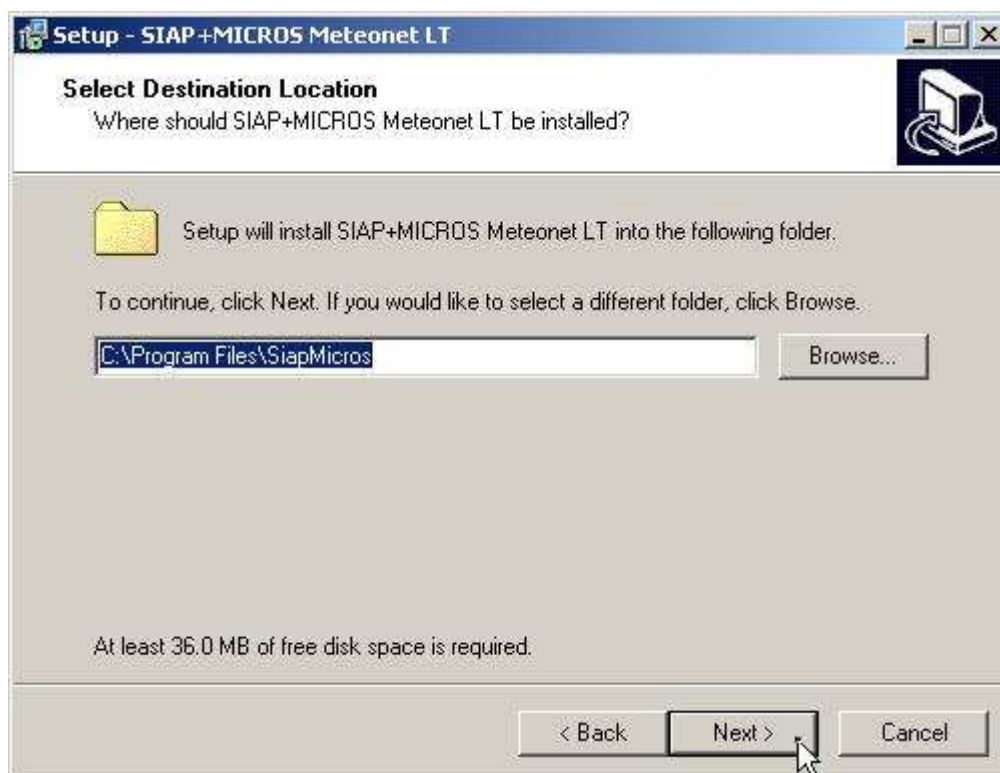 Setup - SIAP+MICROS Meteonet LT
Select Destination Location
Where should SIAP+MICROS Meteonet LT be installed?
Setup will install SIAP+MICROS Meteonet LT into the following folder.
To continue, click Next. If you would like to select a different folder, click Browse.
C:\Program Files\SiapMicros
Browse...
At least 36.0 MB of free disk space is required.
< Back
Next >
Cancel